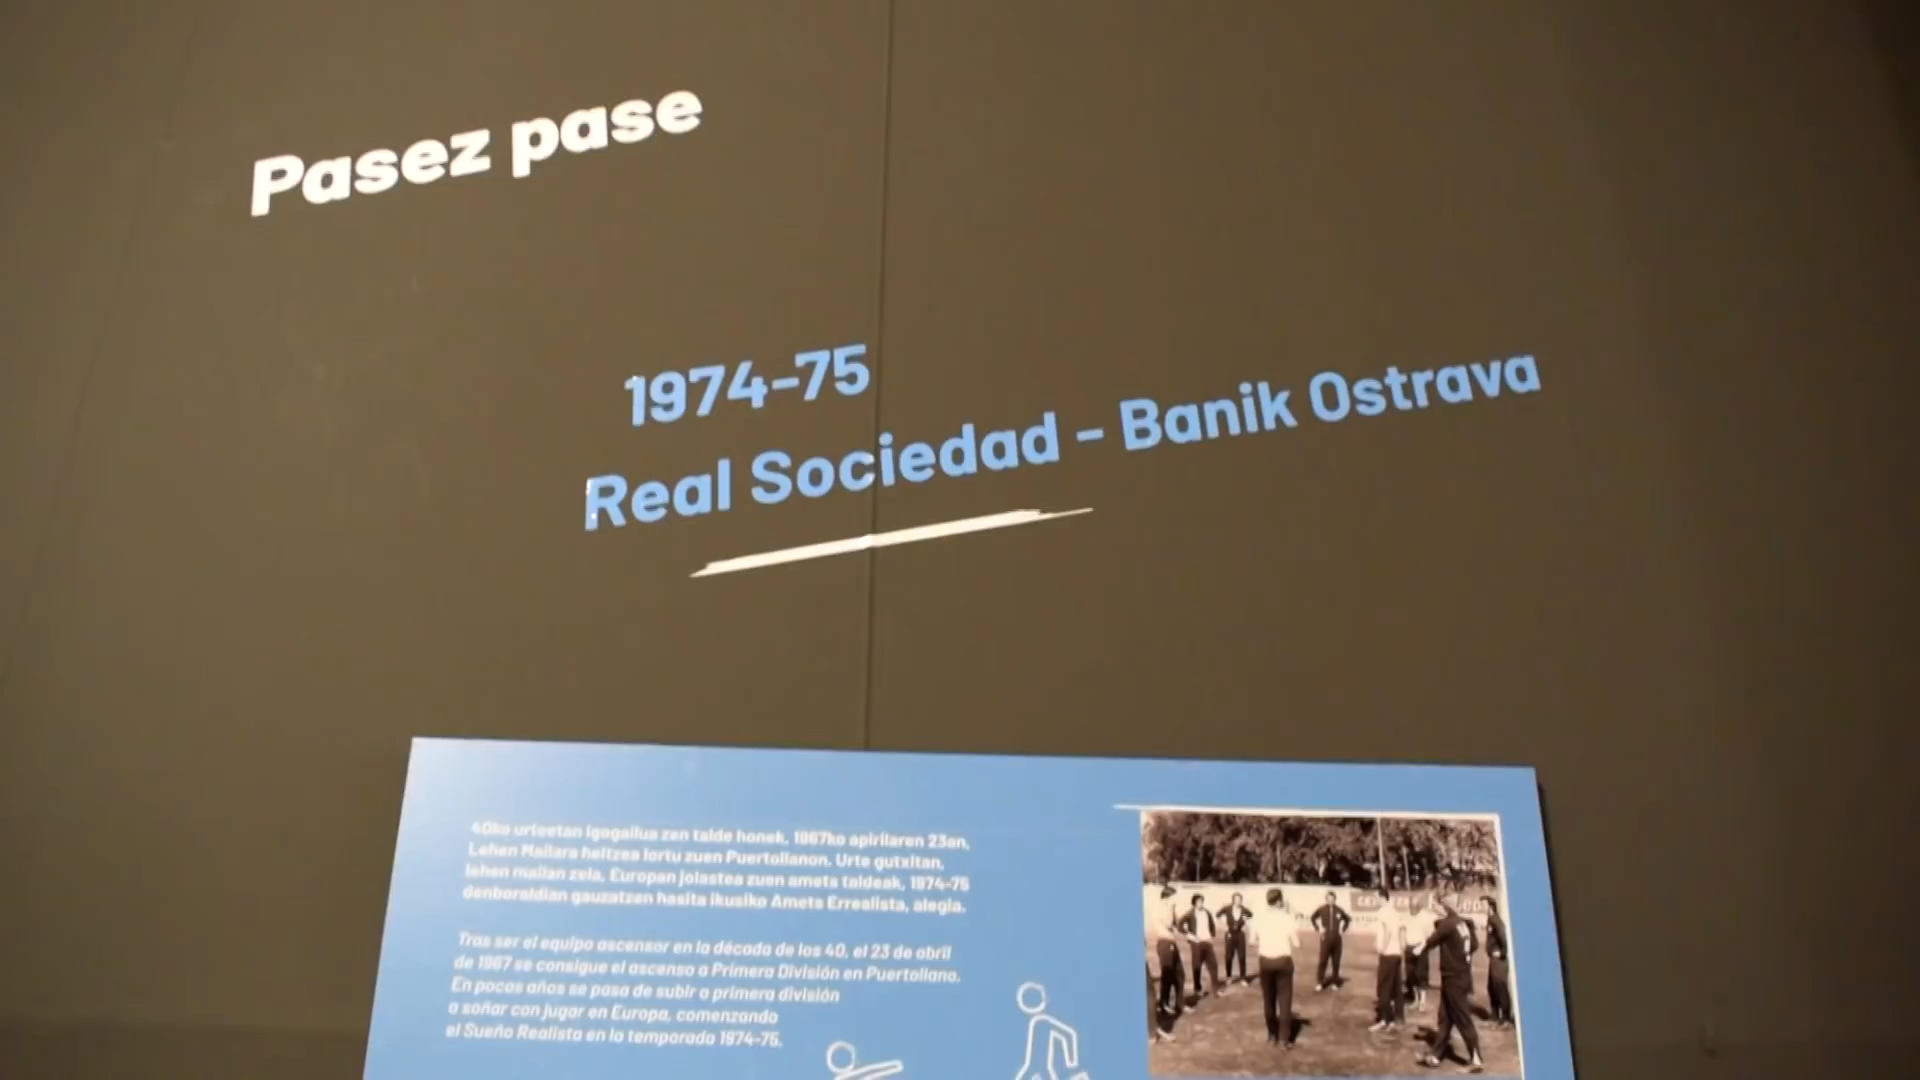 Pasez pase
1974-75
Real Sociedad - Banik Ostrava
40ko urteetan igogailua zen talde honek, 1967ko apirilaren 23an,
Lehen Mailara heltzea lortu zuen Puertollanon. Urte gutxitan,
lehen mailan zela, Europan jolastea zuen amets taldeak, 1974-75
denboraldian gauzatzen hasita ikusiko Amets Errealista, alegia.
Tras ser el equipo ascensor en la década de los 40, el 23 de abril
de 1967 se consigue el ascenso a Primera División en Puertollano.
En pocos años se pasa de subir a primera división
a soñar con jugar en Europa, comenzando
el Sueño Realista en la temporada 1974-75.